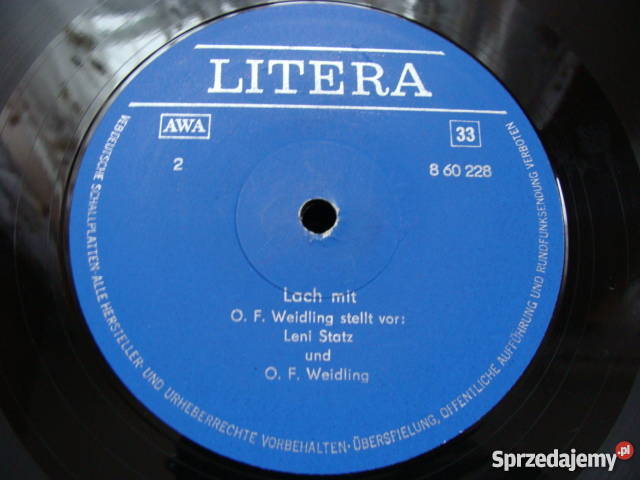 LITERA
AWA
33
2
8 60 228
Lach mit
O. F. Weidling stellt vor:
Leni Statz
und
O. F. Weidling
VEB DEUTSCHE SCHALLPLATTEN · ALLE HERSTELLER- UND URHEBERRECHTE VORBEHALTEN · ÜBERSPIELUNG, ÖFFENTLICHE AUFFÜHRUNG UND RUNDFUNKSENDUNG VERBOTEN
Sprzedajemy.pl